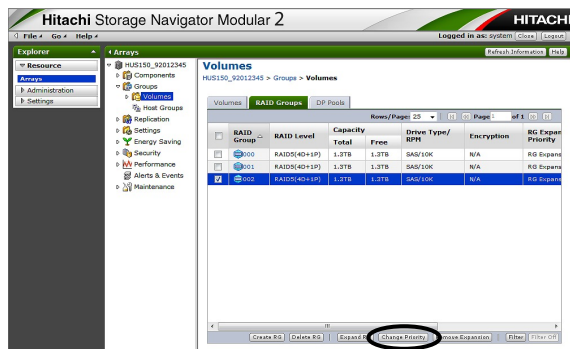 Hitachi Storage Navigator Modular 2
HITACHI
File Go Help
Logged in as: system Close Logout
Explorer
Arrays
Refresh Information Help
Resource
Arrays
Administration
Settings
HUS150_92012345
Components
Groups
Volumes
Host Groups
Replication
Settings
Energy Saving
Security
Performance
Alerts & Events
Maintenance
Volumes
HUS150_92012345 > Groups > Volumes
Volumes RAID Groups DP Pools
Rows/Page: 25 Page 1 of 1
RAID Group RAID Level Capacity Total Free Drive Type/ RPM Encryption RG Expan Priority
000 RAID5(4D+1P) 1.3TB 1.3TB SAS/10K N/A RG Expans
001 RAID5(4D+1P) 1.3TB 1.3TB SAS/10K N/A RG Expans
002 RAID5(4D+1P) 1.3TB 1.3TB SAS/10K N/A RG Expans
Create RG Delete RG Expand R Change Priority emove Expansion Filter Filter Off